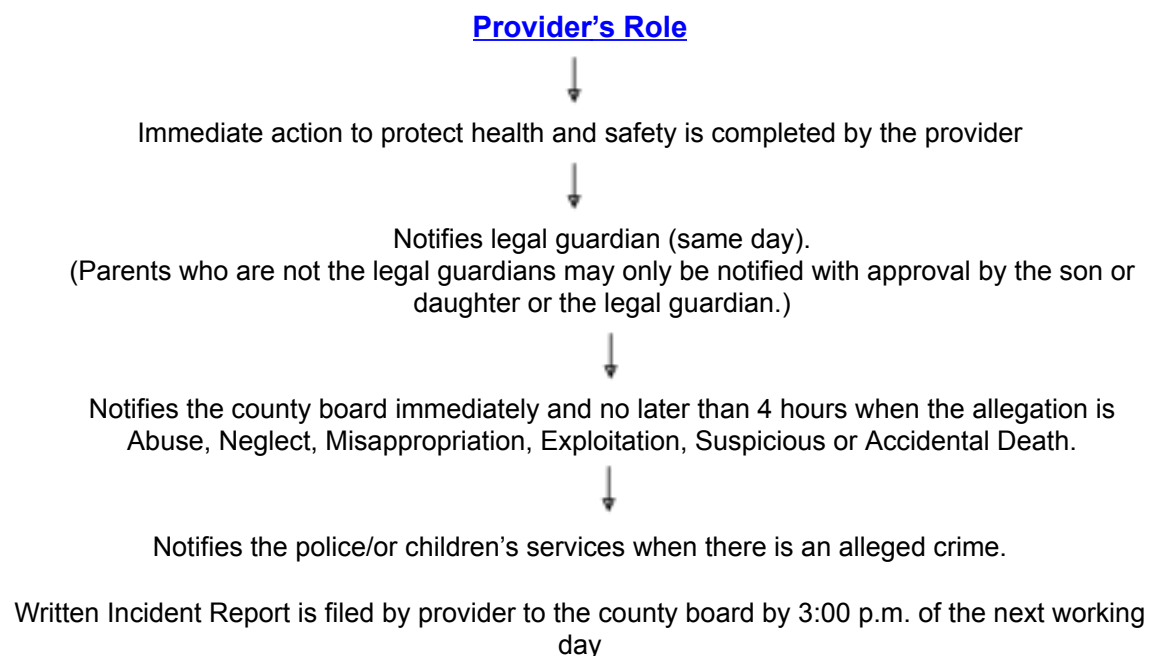 Provider's Role
Immediate action to protect health and safety is completed by the provider
Notifies legal guardian (same day).
(Parents who are not the legal guardians may only be notified with approval by the son or
daughter or the legal guardian.)
Notifies the county board immediately and no later than 4 hours when the allegation is
Abuse, Neglect, Misappropriation, Exploitation, Suspicious or Accidental Death.
Notifies the police/or children's services when there is an alleged crime.
Written Incident Report is filed by provider to the county board by 3:00 p.m. of the next working
day